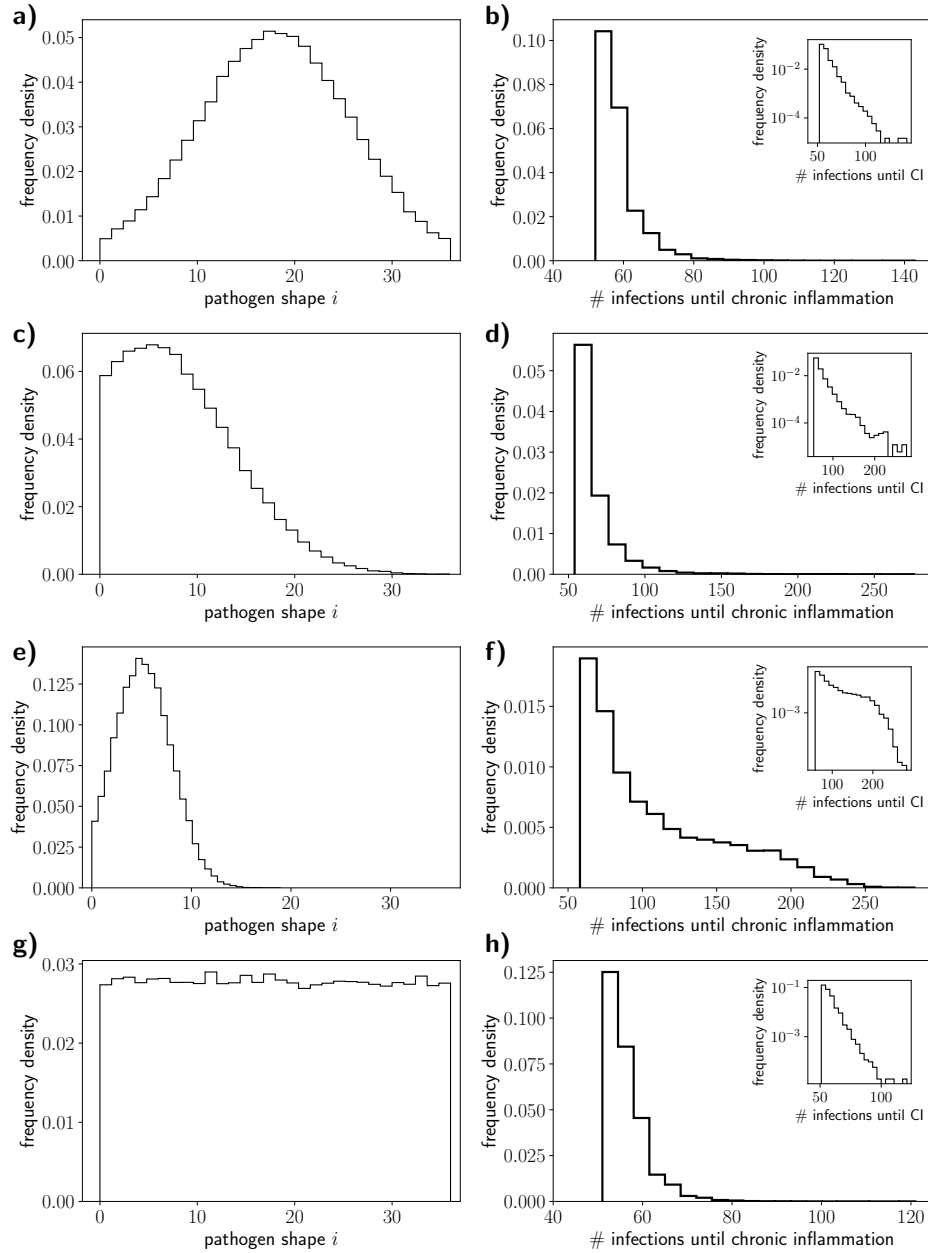 a)
frequency density
0.05
0.04
0.03
0.02
0.01
0.00
0 10 20 30
pathogen shape i
b)
frequency density
0.10
0.08
0.06
0.04
0.02
0.00
40 60 80 100 120 140
# infections until chronic inflammation
frequency density
10⁻²
10⁻⁴
50 100
# infections until CI
c)
frequency density
0.06
0.04
0.02
0.00
0 10 20 30
pathogen shape i
d)
frequency density
0.05
0.04
0.03
0.02
0.01
0.00
50 100 150 200 250
# infections until chronic inflammation
frequency density
10⁻²
10⁻⁴
100 200
# infections until CI
e)
frequency density
0.125
0.100
0.075
0.050
0.025
0.000
0 10 20 30
pathogen shape i
f)
frequency density
0.015
0.010
0.005
0.000
50 100 150 200 250
# infections until chronic inflammation
frequency density
10⁻³
100 200
# infections until CI
g)
frequency density
0.03
0.02
0.01
0.00
0 10 20 30
pathogen shape i
h)
frequency density
0.125
0.100
0.075
0.050
0.025
0.000
40 60 80 100 120
# infections until chronic inflammation
frequency density
10⁻¹
10⁻³
50 100
# infections until CI